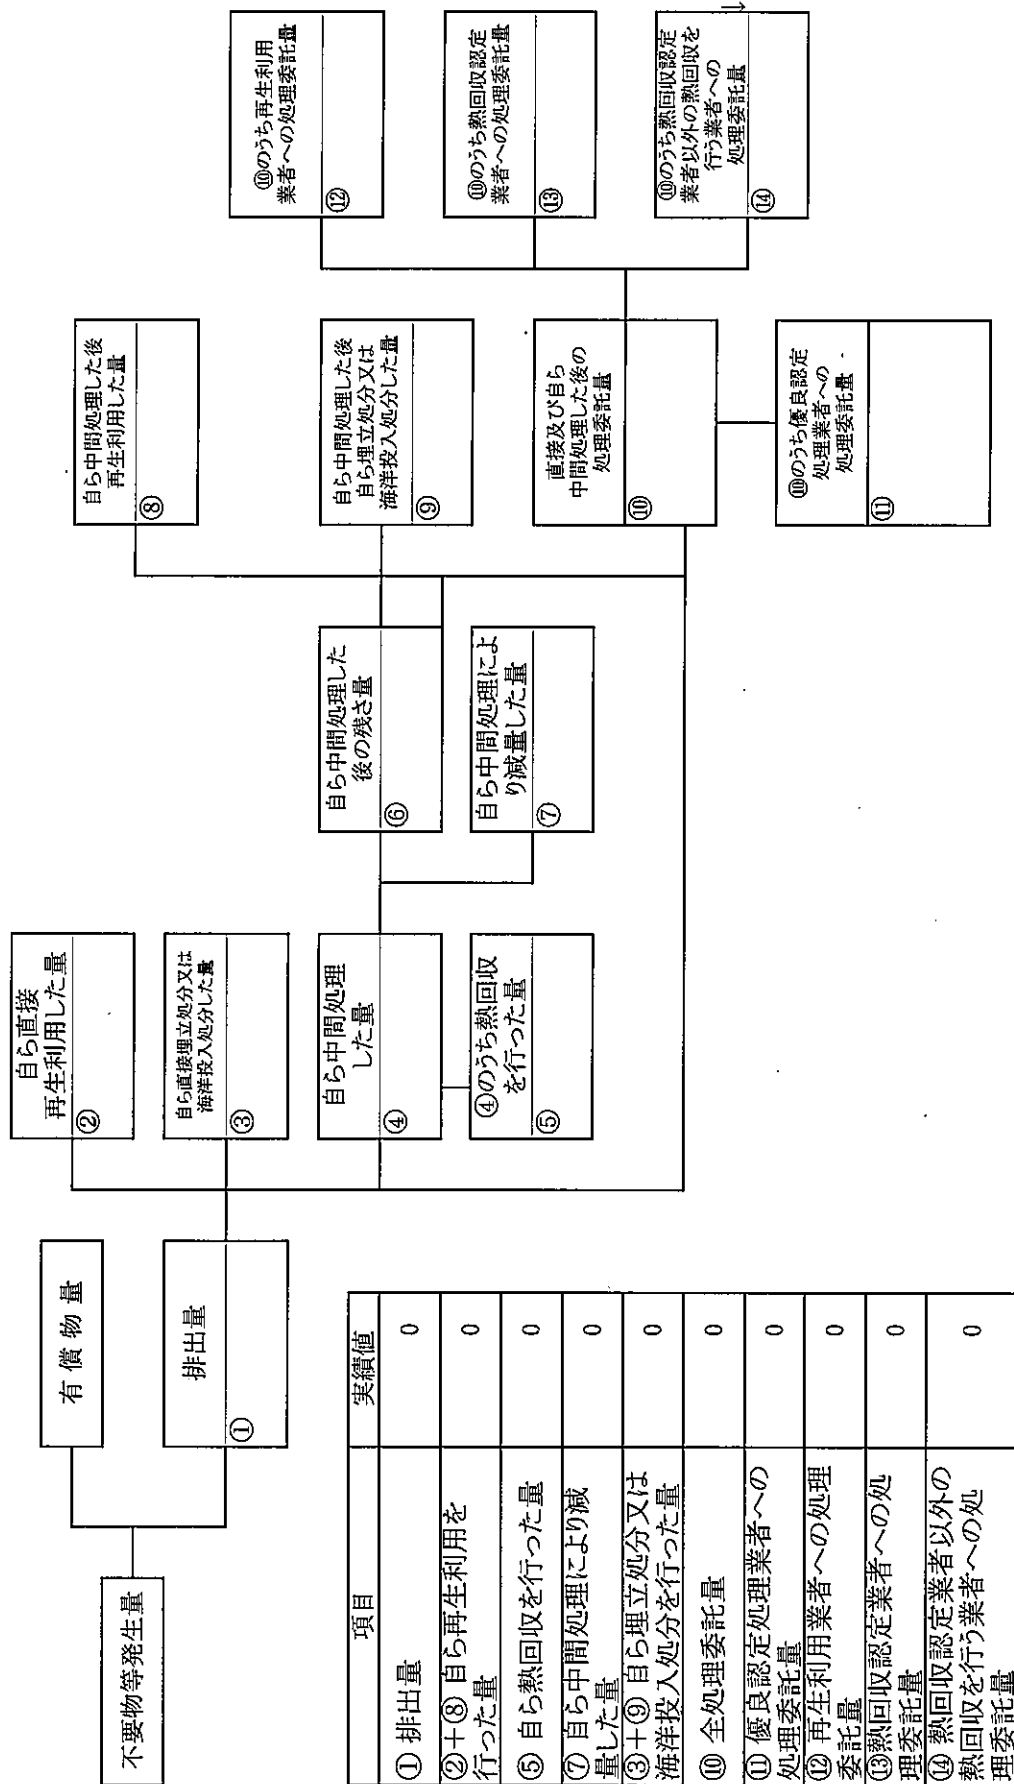 不要物等発生量
有償物量
排出量
①
自ら直接
再生利用した量
②
自ら直接埋立処分又は
海洋投入処分した量
③
自ら中間処理
した量
④
④のうち熱回収
を行った量
⑤
自ら中間処理した
後の残さ量
⑥
自ら中間処理によ
り減量した量
⑦
自ら中間処理した後
再生利用した量
⑧
自ら中間処理した後
自ら埋立処分又は
海洋投入処分した量
⑨
直接及び自ら
中間処理した後の
処理委託量
⑩
⑩のうち優良認定
処理業者への
処理委託量
⑪
⑩のうち再生利用
業者への処理委託量
⑫
⑩のうち熱回収認定
業者への処理委託量
⑬
⑩のうち熱回収認定
業者以外の熱回収を
行う業者への
処理委託量
⑭
↓
項目 実績値
① 排出量 0
②+⑧ 自ら再生利用を
行った量 0
⑤ 自ら熱回収を行った量 0
⑦ 自ら中間処理により減
量した量 0
③+⑨ 自ら埋立処分又は
海洋投入処分を行った量 0
⑩ 全処理委託量 0
⑪ 優良認定処理業者への
処理委託量 0
⑫ 再生利用業者への処理
委託量 0
⑬熱回収認定業者への処
理委託量 0
⑭ 熱回収認定業者以外の
熱回収を行う業者への処
理委託量 0